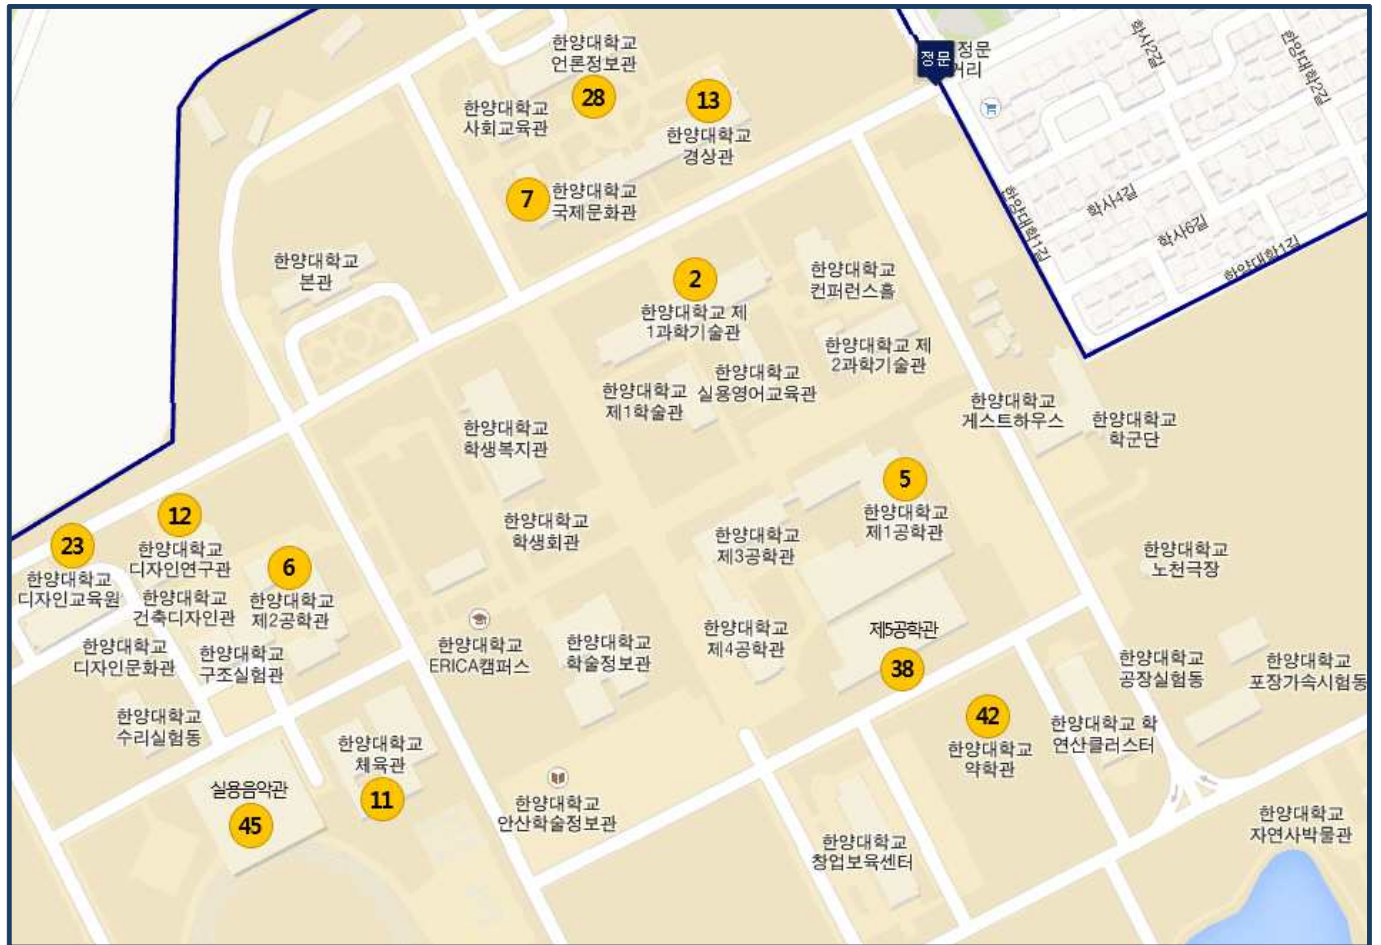 한양대학교
언론정보관
28
13
한양대학교
사회교육관
한양대학교
경상관
7
한양대학교
국제문화관
정문
정문
거리
학사2길
한양대학2길
한양대학1길
학사4길
학사6길
한양대학1길
한양대학교
본관
2
한양대학교 제
1과학기술관
한양대학교
컨퍼런스홀
한양대학교 제
2과학기술관
한양대학교
제1학술관
한양대학교
실용영어교육관
한양대학교
게스트하우스
한양대학교
학군단
한양대학교
학생복지관
5
한양대학교
제1공학관
한양대학교
학생회관
한양대학교
제3공학관
한양대학교
노천극장
12
한양대학교
디자인연구관
23
한양대학교
디자인교육원
6
한양대학교
제2공학관
한양대학교
건축디자인관
한양대학교
디자인문화관
한양대학교
구조실험관
한양대학교
ERICA캠퍼스
한양대학교
학술정보관
한양대학교
제4공학관
제5공학관
38
한양대학교
공장실험동
한양대학교
포장가속시험동
한양대학교
수리실험동
한양대학교
체육관
11
42
한양대학교
약학관
한양대학교 학
연산클러스터
실용음악관
45
한양대학교
안산학술정보관
한양대학교
창업보육센터
한양대학교
자연사박물관